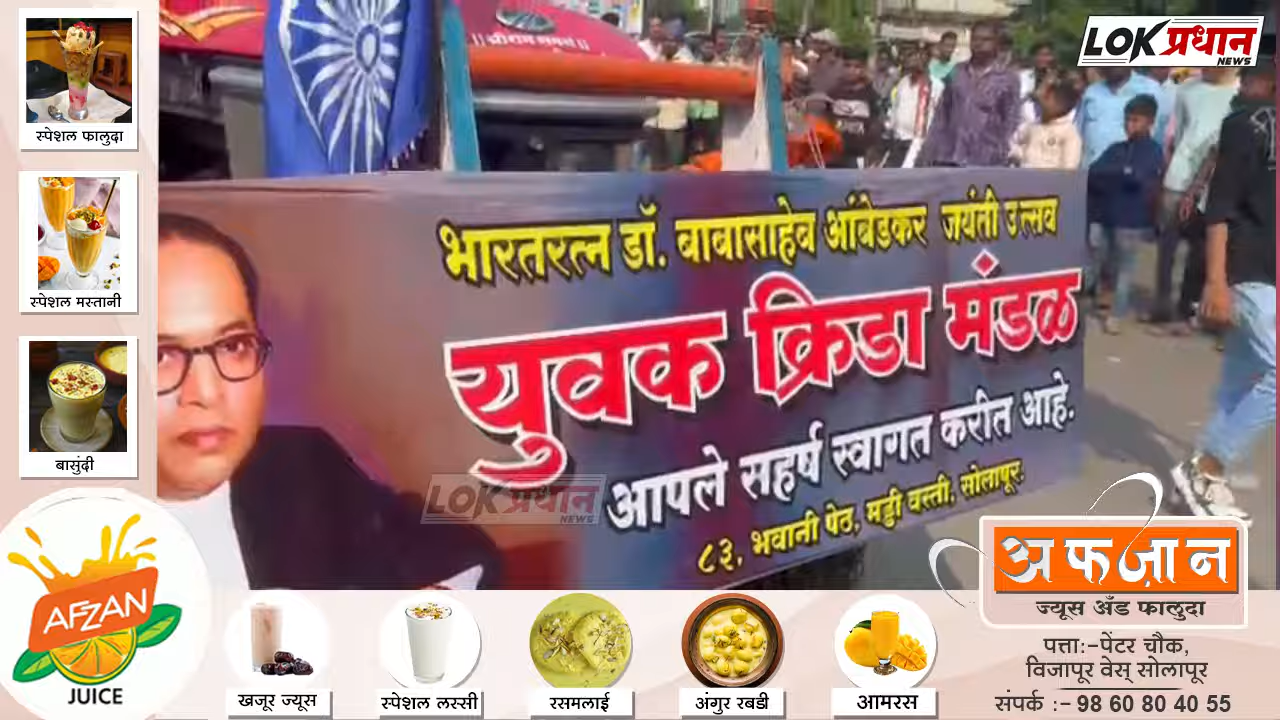 LOK प्रधान
NEWS
स्पेशल फालुदा
स्पेशल मस्तानी
बासुंदी
भारतरत्न डॉ. बाबासाहेब आंबेडकर जयंती उत्सव
युवक क्रिडा मंडळ
आपले सहर्ष स्वागत करीत आहे.
८३, भवानी पेठ, मड्डी वस्ती, सोलापूर.
LOK प्रधान
NEWS
AFZAN
JUICE
खजूर ज्यूस
स्पेशल लस्सी
रसमलाई
अंगुर रबडी
आमरस
अफज़ान
ज्यूस अँड फालुदा
पत्ता:-पेंटर चौक,
विजापूर वेस् सोलापूर
संपर्क :- 98 60 80 40 55